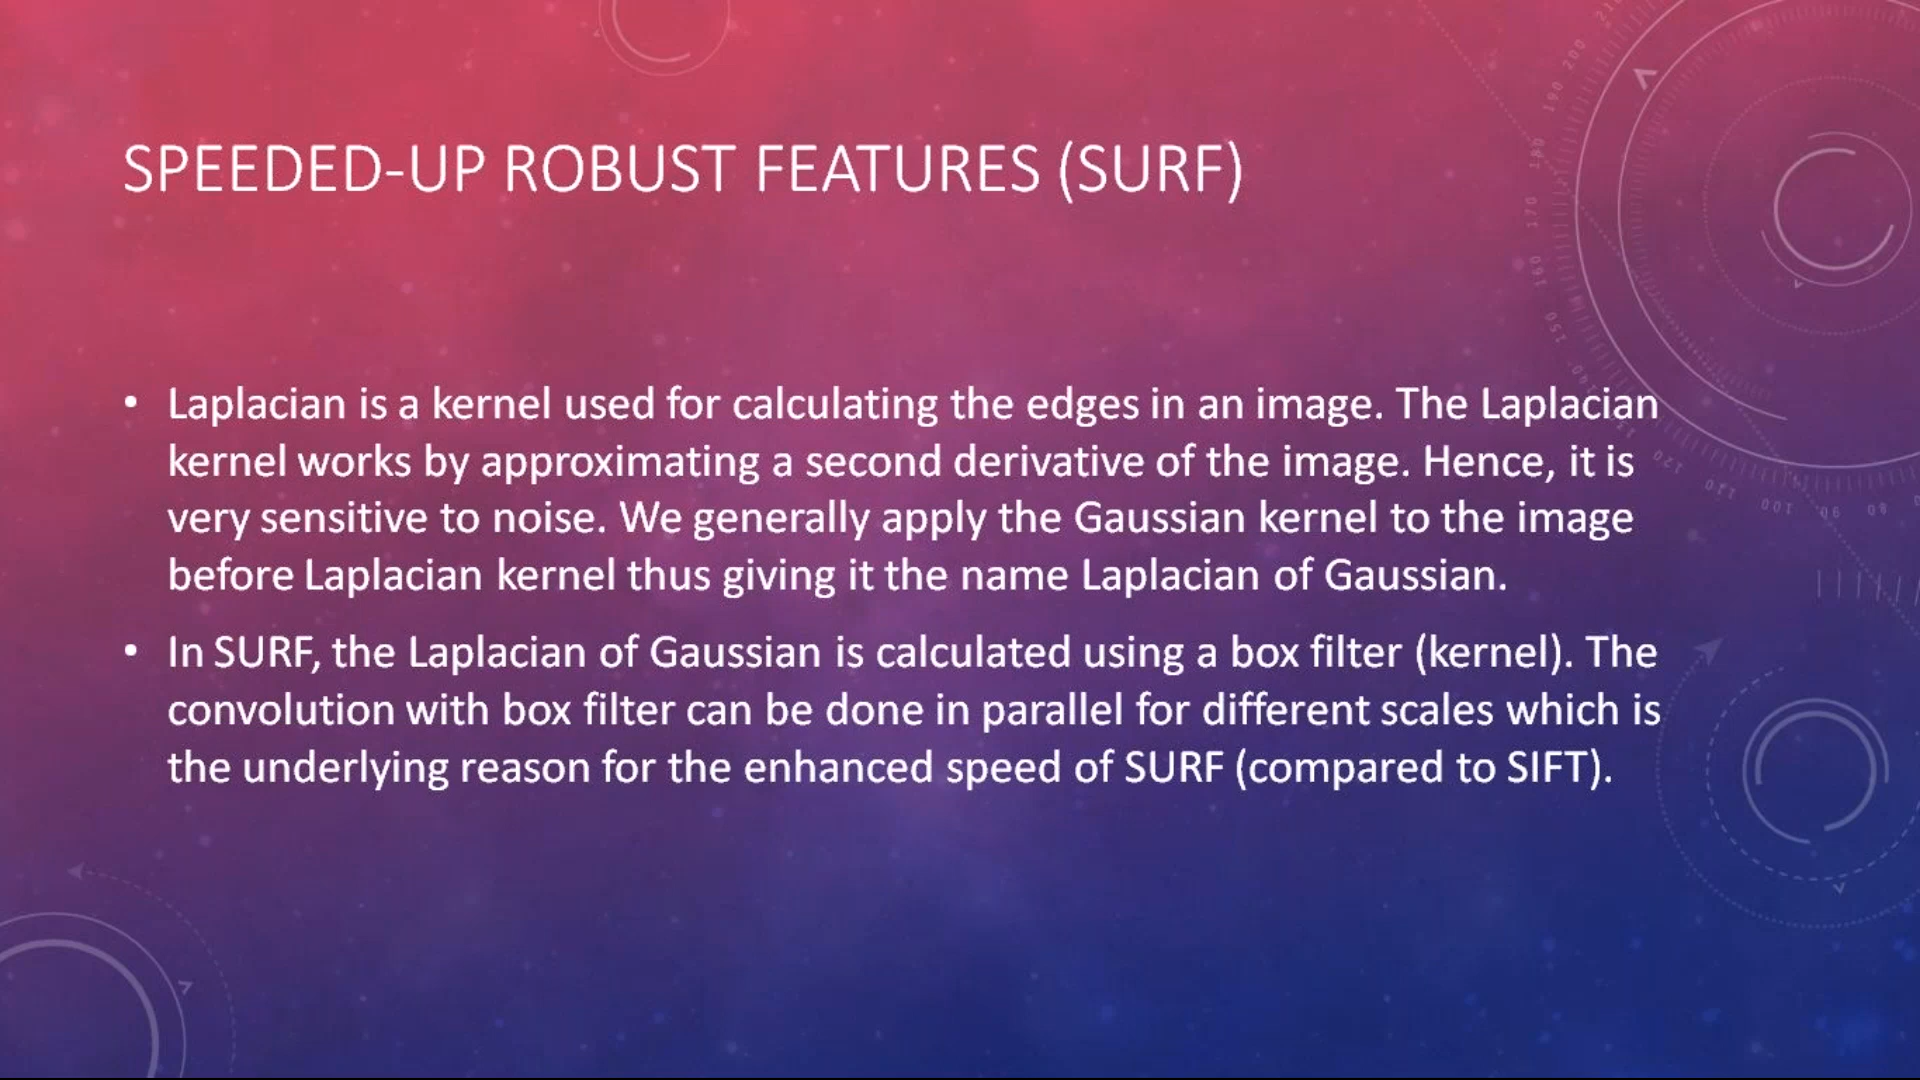 SPEEDED-UP ROBUST FEATURES (SURF)
• Laplacian is a kernel used for calculating the edges in an image. The Laplacian
kernel works by approximating a second derivative of the image. Hence, it is
very sensitive to noise. We generally apply the Gaussian kernel to the image
before Laplacian kernel thus giving it the name Laplacian of Gaussian.
• In SURF, the Laplacian of Gaussian is calculated using a box filter (kernel). The
convolution with box filter can be done in parallel for different scales which is
the underlying reason for the enhanced speed of SURF (compared to SIFT).